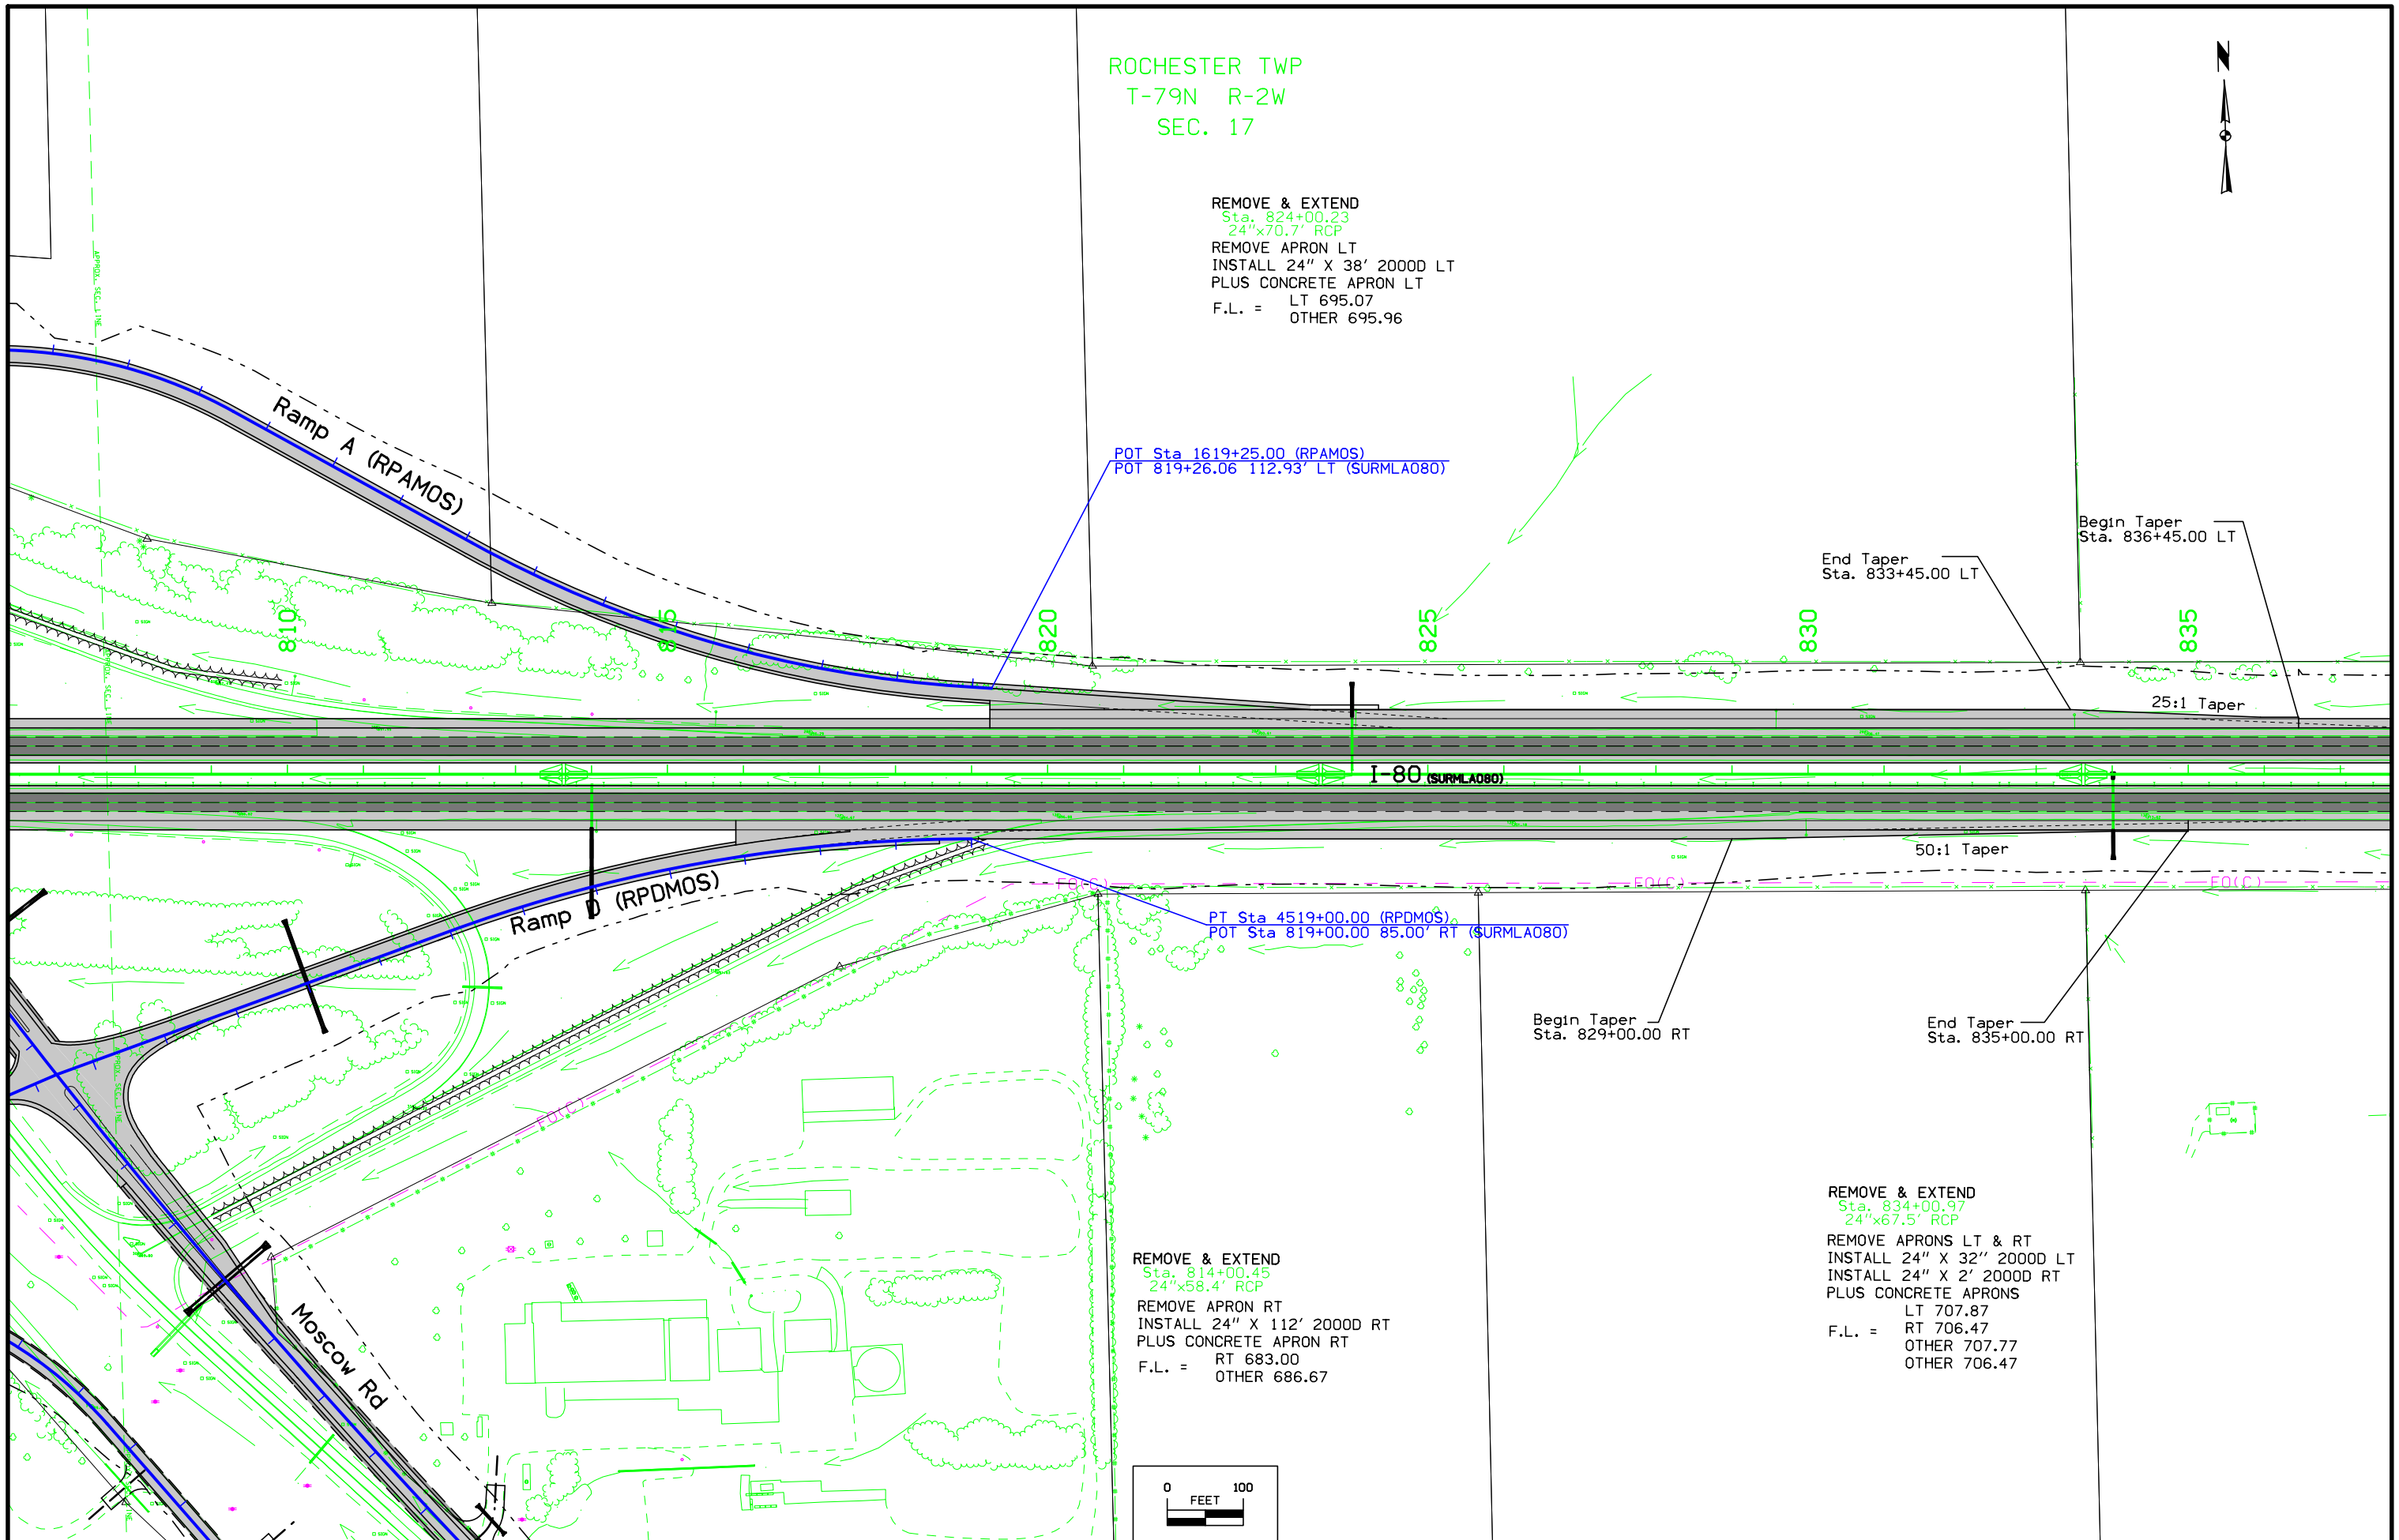 ROCHESTER TWP
T-79N R-2W
SEC. 17
N
REMOVE & EXTEND
Sta. 824+00.23
24"x70.7' RCP
REMOVE APRON LT
INSTALL 24" X 38' 2000D LT
PLUS CONCRETE APRON LT
F.L. = LT 695.07
OTHER 695.96
APPROX. SEC. LINE
Ramp A (RPAMOS)
POT Sta 1619+25.00 (RPAMOS)
POT 819+26.06 112.93' LT (SURMLA080)
Begin Taper
Sta. 836+45.00 LT
End Taper
Sta. 833+45.00 LT
810
815
820
825
830
835
25:1 Taper
I-80 (SURMLA080)
50:1 Taper
FO(C)
FO(C)
FO(C)
Ramp D (RPDMOS)
PT Sta 4519+00.00 (RPDMOS)
POT Sta 819+00.00 85.00' RT (SURMLA080)
Begin Taper
Sta. 829+00.00 RT
End Taper
Sta. 835+00.00 RT
FO(C)
Moscow Rd
REMOVE & EXTEND
Sta. 814+00.45
24"x58.4' RCP
REMOVE APRON RT
INSTALL 24" X 112' 2000D RT
PLUS CONCRETE APRON RT
F.L. = RT 683.00
OTHER 686.67
REMOVE & EXTEND
Sta. 834+00.97
24"x67.5' RCP
REMOVE APRONS LT & RT
INSTALL 24" X 32" 2000D LT
INSTALL 24" X 2' 2000D RT
PLUS CONCRETE APRONS
LT 707.87
F.L. = RT 706.47
OTHER 707.77
OTHER 706.47
0 100
FEET